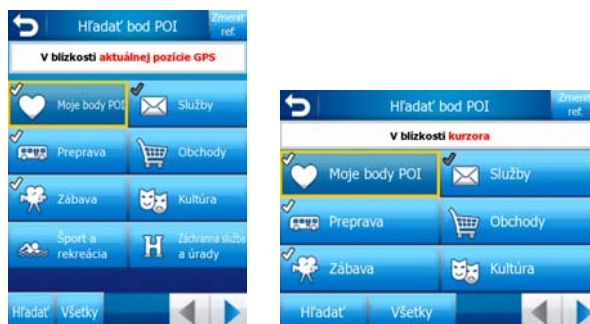 Hľadať bod POI
Zmeniť
ref.
V blízkosti aktuálnej pozície GPS
Moje body POI
Služby
Preprava
Obchody
Zábava
Kultúra
Šport a
rekreácia
H
Záchranná služba
a úrady
Hľadať
Všetky
Hľadať bod POI
Zmeniť
ref.
V blízkosti kurzora
Moje body POI
Služby
Preprava
Obchody
Zábava
Kultúra
Hľadať
Všetky